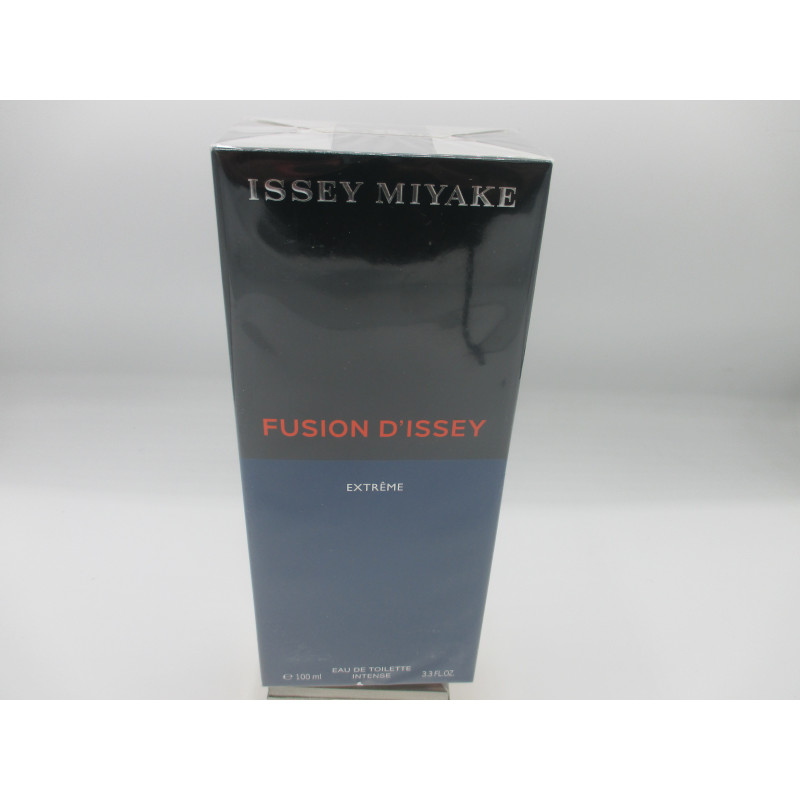 ISSEY MIYAKE
FUSION D'ISSEY
EXTRÊME
EAU DE TOILETTE
℮ 100 ml INTENSE 3.3 FL.OZ.